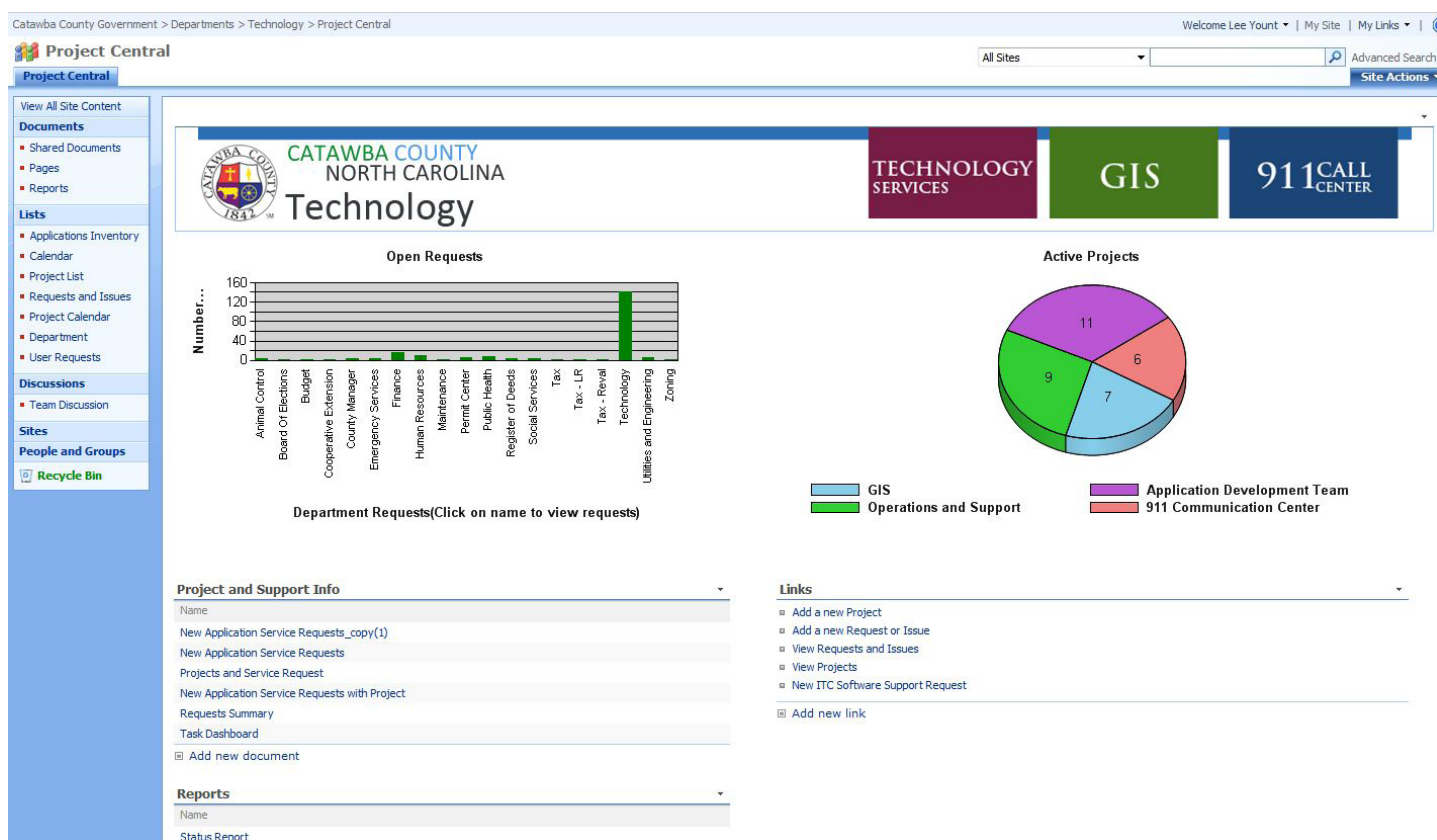 Catawba County Government > Departments > Technology > Project Central
Welcome Lee Yount | My Site | My Links |
Project Central
All Sites
Advanced Search
Project Central
Site Actions
View All Site Content
Documents
Shared Documents
Pages
Reports
Lists
Applications Inventory
Calendar
Project List
Requests and Issues
Project Calendar
Department
User Requests
Discussions
Team Discussion
Sites
People and Groups
Recycle Bin
CATAWBA COUNTY
1842 SM
CATAWBA COUNTY
NORTH CAROLINA
Technology
TECHNOLOGY
SERVICES
GIS
911 CALL
CENTER
Open Requests
Number...
160
120
80
40
0
Animal Control
Board Of Elections
Budget
Cooperative Extension
County Manager
Emergency Services
Finance
Human Resources
Maintenance
Permit Center
Public Health
Register of Deeds
Social Services
Tax
Tax - LR
Tax - Reval
Technology
Utilities and Engineering
Zoning
Department Requests(Click on name to view requests)
Active Projects
11
6
9
7
GIS
Application Development Team
Operations and Support
911 Communication Center
Project and Support Info
Name
New Application Service Requests_copy(1)
New Application Service Requests
Projects and Service Request
New Application Service Requests with Project
Requests Summary
Task Dashboard
Add new document
Reports
Name
Status Report
Links
Add a new Project
Add a new Request or Issue
View Requests and Issues
View Projects
New ITC Software Support Request
Add new link